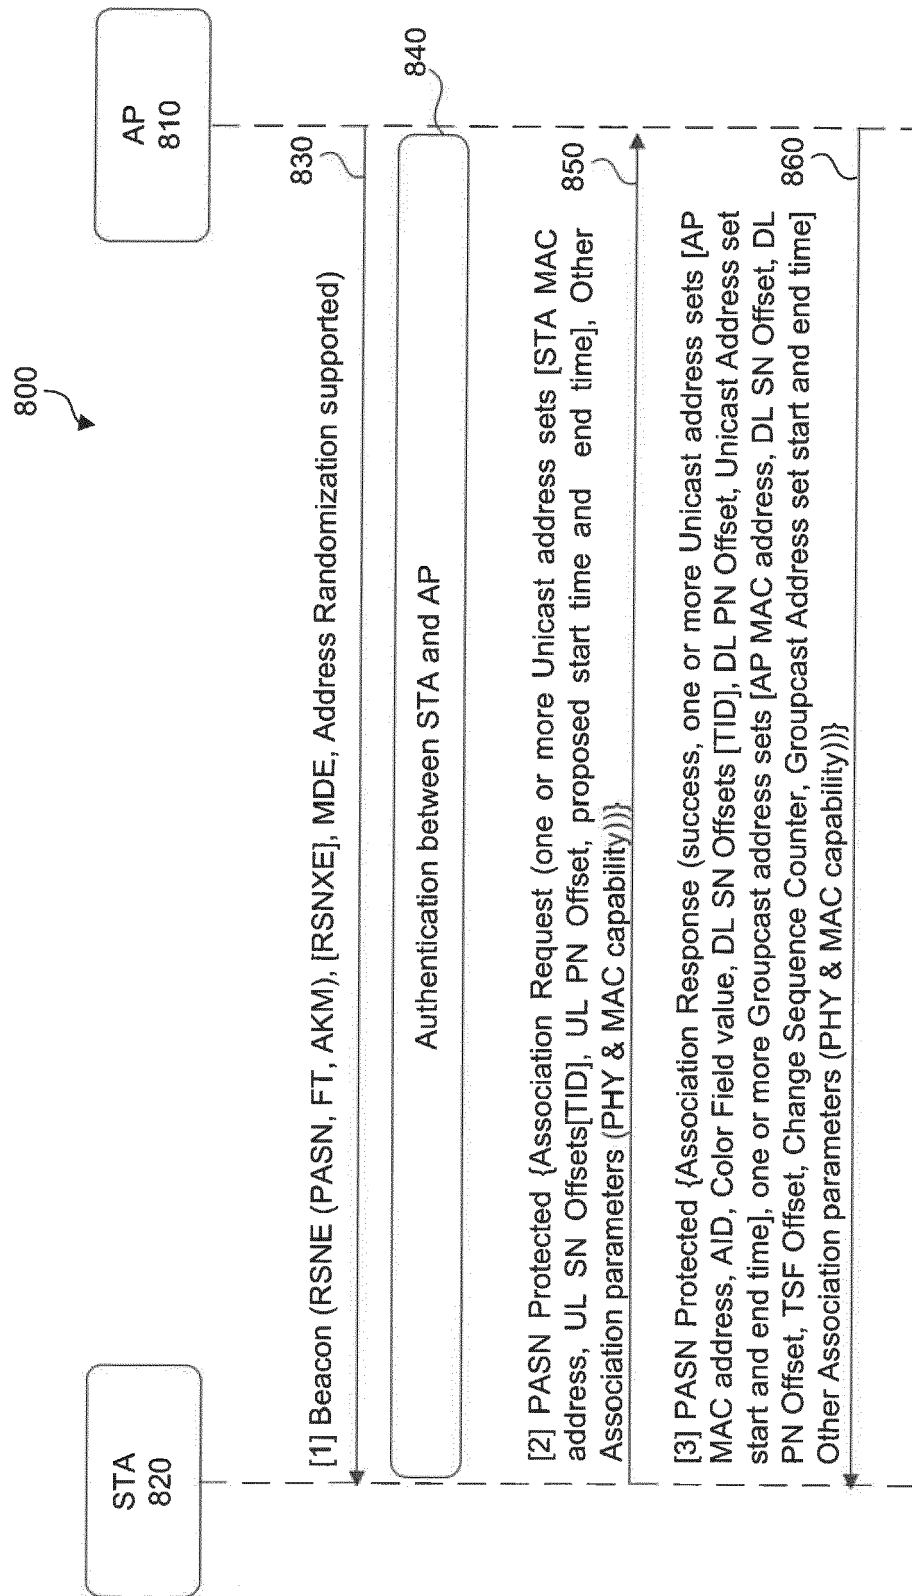 800
STA
820
AP
810
[1] Beacon (RSNE (PASN, FT, AKM), [RSNXE], MDE, Address Randomization supported)
830
Authentication between STA and AP
840
[2] PASN Protected {Association Request (one or more Unicast address sets [STA MAC
address, UL SN Offsets[TID], UL PN Offset, proposed start time and end time], Other
Association parameters (PHY & MAC capability))}
850
[3] PASN Protected {Association Response (success, one or more Unicast address sets [AP
MAC address, AID, Color Field value, DL SN Offsets [TID], DL PN Offset, Unicast Address set
start and end time], one or more Groupcast address sets [AP MAC address, DL SN Offset, DL
PN Offset, TSF Offset, Change Sequence Counter, Groupcast Address set start and end time]
Other Association parameters (PHY & MAC capability))}
860